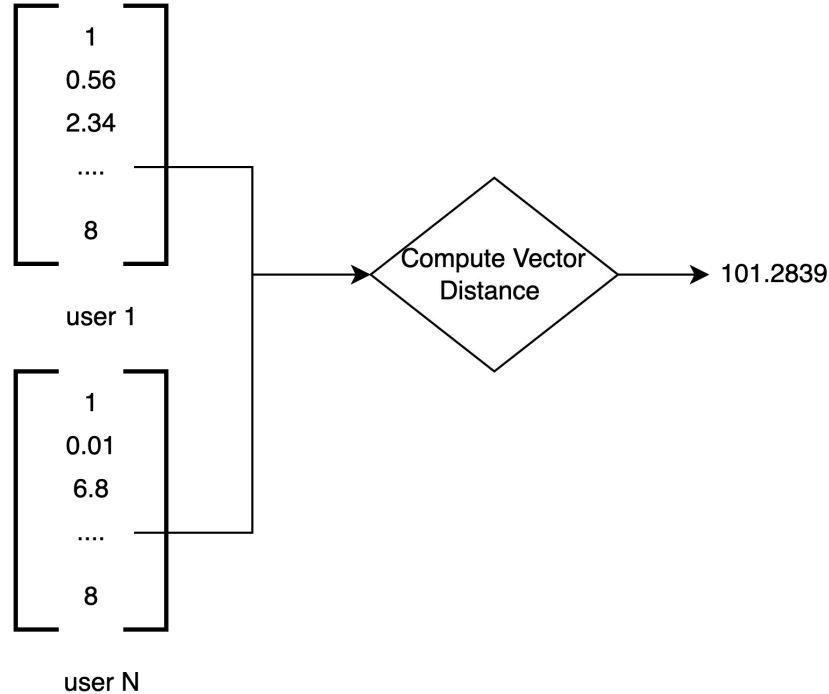 1
0.56
2.34
....
8
user 1
Compute Vector
Distance
101.2839
1
0.01
6.8
....
8
user N